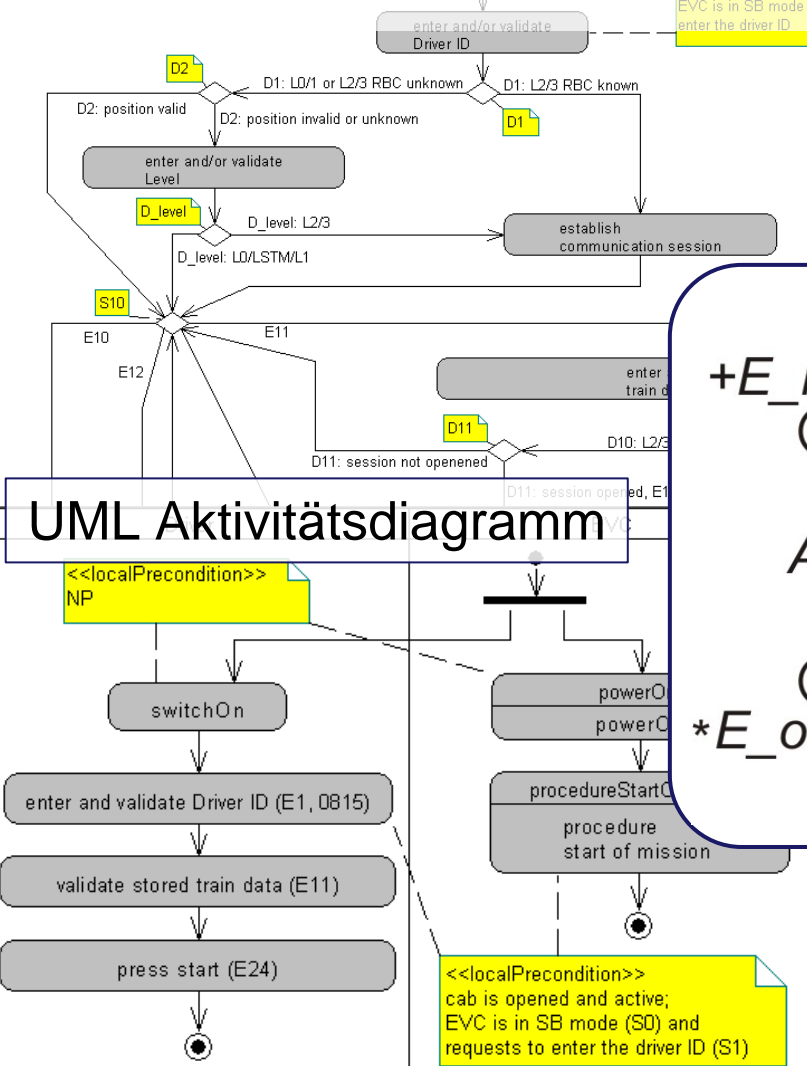 EVC is in SB mode
enter the driver ID
enter and/or validate
Driver ID
D2
D1: L0/1 or L2/3 RBC unknown
D1: L2/3 RBC known
D2: position valid
D2: position invalid or unknown
D1
enter and/or validate
Level
D_level
D_level: L2/3
establish
communication session
D_level: L0/LSTM/L1
S10
E10
E11
E12
enter
train d
+E_
D11
D10: L2/3
D11: session not openened
D11: session opened, E1
UML Aktivitätsdiagramm
EVC
<<localPrecondition>>
NP
A
switchOn
powerO
powerO
*E_o
enter and validate Driver ID (E1, 0815)
procedureStartO
procedure
start of mission
validate stored train data (E11)
press start (E24)
<<localPrecondition>>
cab is opened and active;
EVC is in SB mode (S0) and
requests to enter the driver ID (S1)